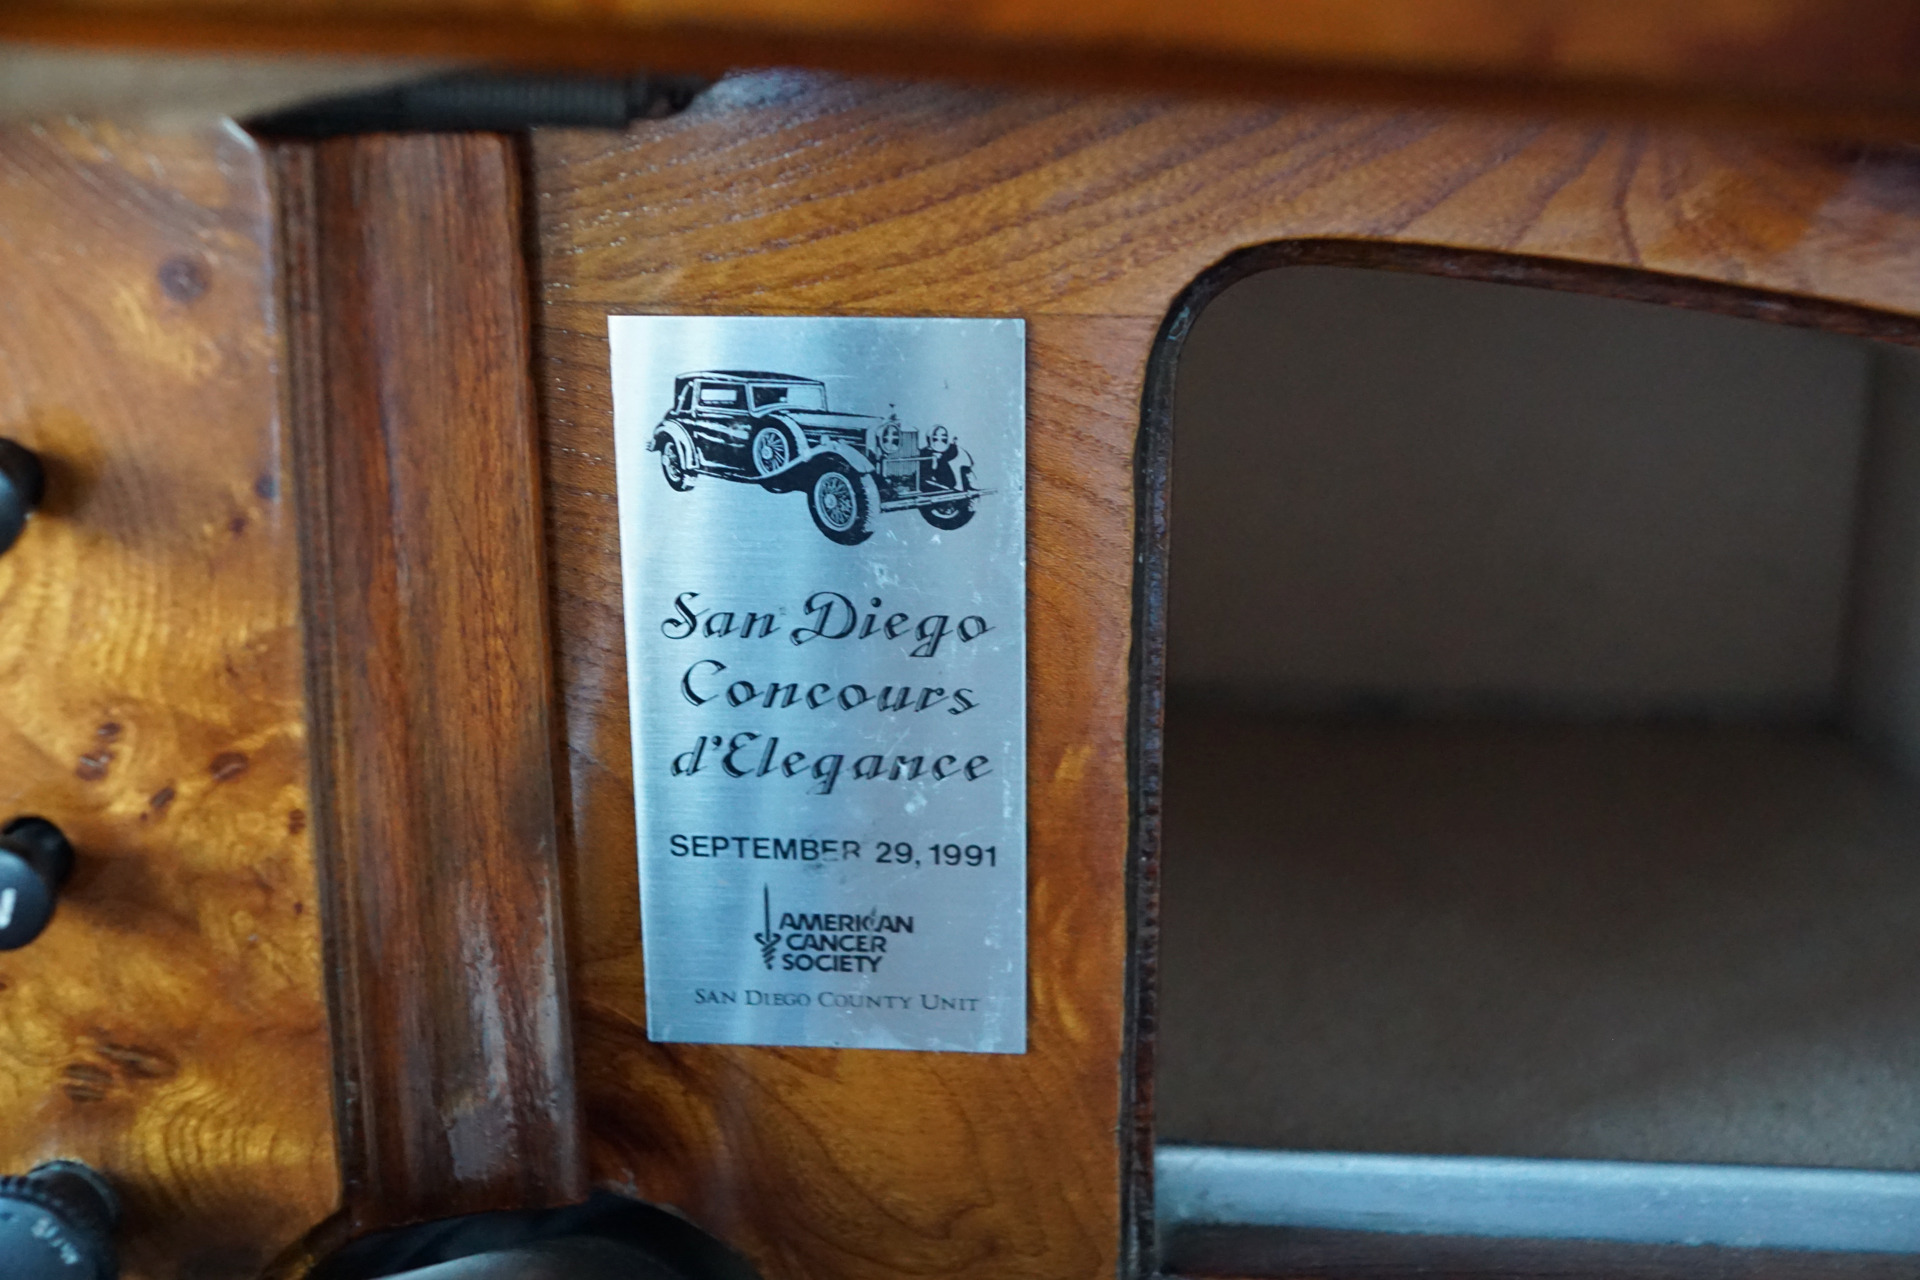 San Diego
Concours
d'Elegance
SEPTEMBER 29, 1991
AMERICAN
CANCER
SOCIETY
SAN DIEGO COUNTY UNIT